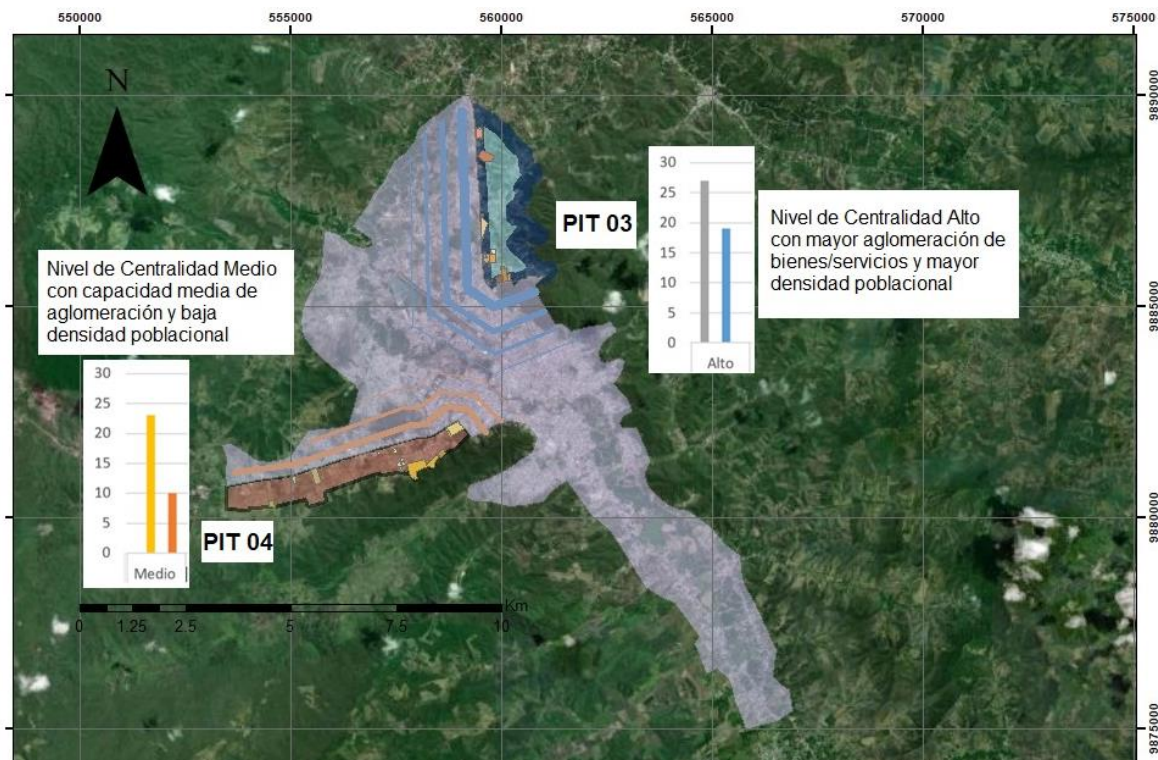 550000
555000
560000
565000
570000
575000
N
9890000
9885000
9880000
9875000
PIT 03
30
25
20
15
10
5
0
Alto
Nivel de Centralidad Alto
con mayor aglomeración de
bienes/servicios y mayor
densidad poblacional
Nivel de Centralidad Medio
con capacidad media de
aglomeración y baja
densidad poblacional
30
25
20
15
10
5
0
Medio
PIT 04
Km
0 1.25 2.5 5 7.5 10